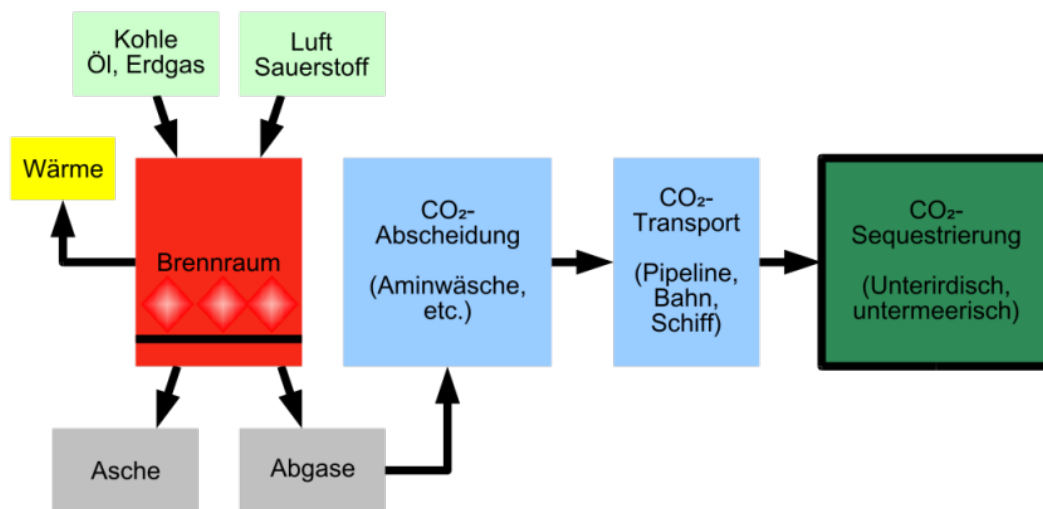 Kohle
Öl, Erdgas
Luft
Sauerstoff
Wärme
Brennraum
CO₂-
Abscheidung
(Aminwäsche,
etc.)
CO₂-
Transport
(Pipeline,
Bahn,
Schiff)
CO₂-
Sequestrierung
(Unterirdisch,
untermeerisch)
Asche
Abgase